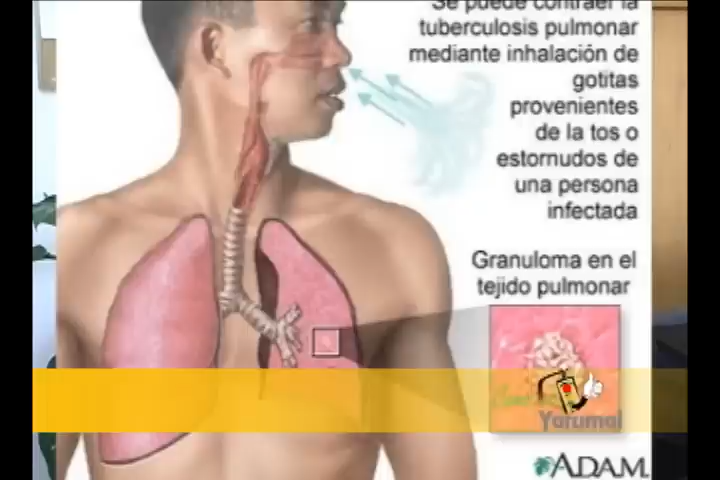 Se puede contraer la
tuberculosis pulmonar
mediante inhalación de
gotitas
provenientes
de la tos o
estornudos de
una persona
infectada
Granuloma en el
tejido pulmonar
Yarumal
ADAM.